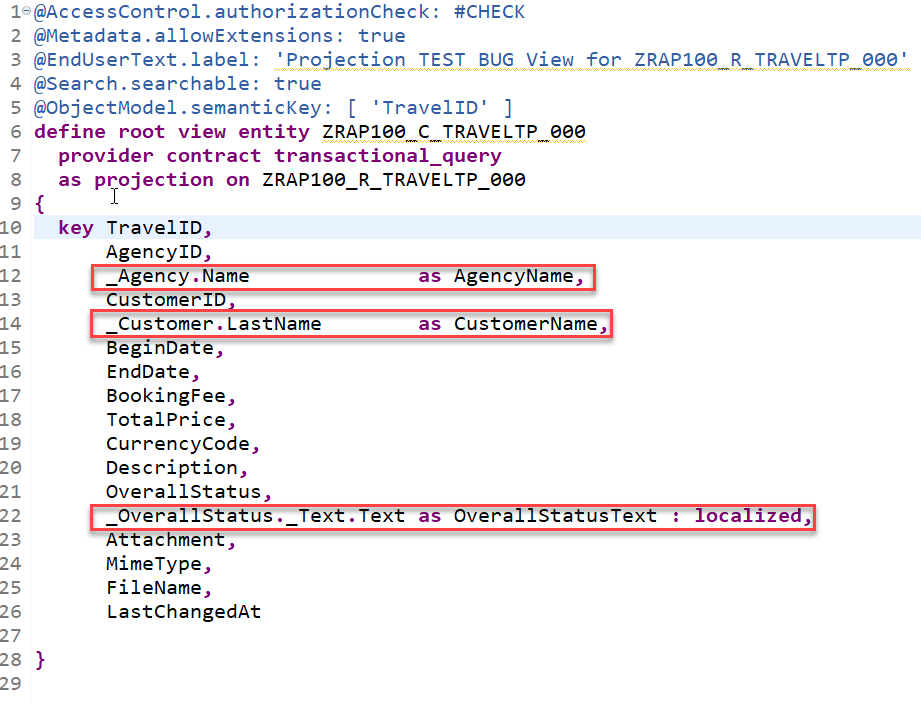 1 @AccessControl.authorizationCheck: #CHECK
2 @Metadata.allowExtensions: true
3 @EndUserText.label: 'Projection TEST BUG View for ZRAP100_R_TRAVELTP_000'
4 @Search.searchable: true
5 @ObjectModel.semanticKey: [ 'TravelID' ]
6 define root view entity ZRAP100_C_TRAVELTP_000
7   provider contract transactional_query
8   as projection on ZRAP100_R_TRAVELTP_000
9 {
10   key TravelID,
11       AgencyID,
12       _Agency.Name              as AgencyName,
13       CustomerID,
14       _Customer.LastName        as CustomerName,
15       BeginDate,
16       EndDate,
17       BookingFee,
18       TotalPrice,
19       CurrencyCode,
20       Description,
21       OverallStatus,
22       _OverallStatus._Text.Text as OverallStatusText : localized,
23       Attachment,
24       MimeType,
25       FileName,
26       LastChangedAt
27
28 }
29